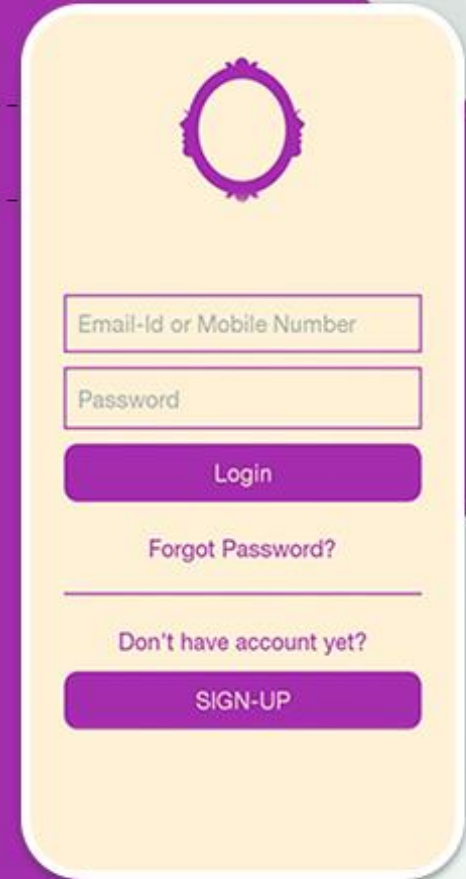 Email-Id or Mobile Number
Password
Login
Forgot Password?
Don't have account yet?
SIGN-UP